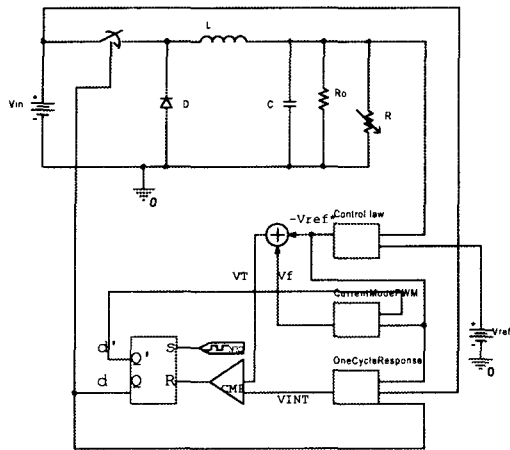 L
Vin
+
-
D
C
Ro
R
0
-Vref*
Control law
+
VT
Vf
CurrentModePWM
+
-
Vref
0
d'
Q'
S
d
Q
R
CMP
VINT
OneCycleResponse